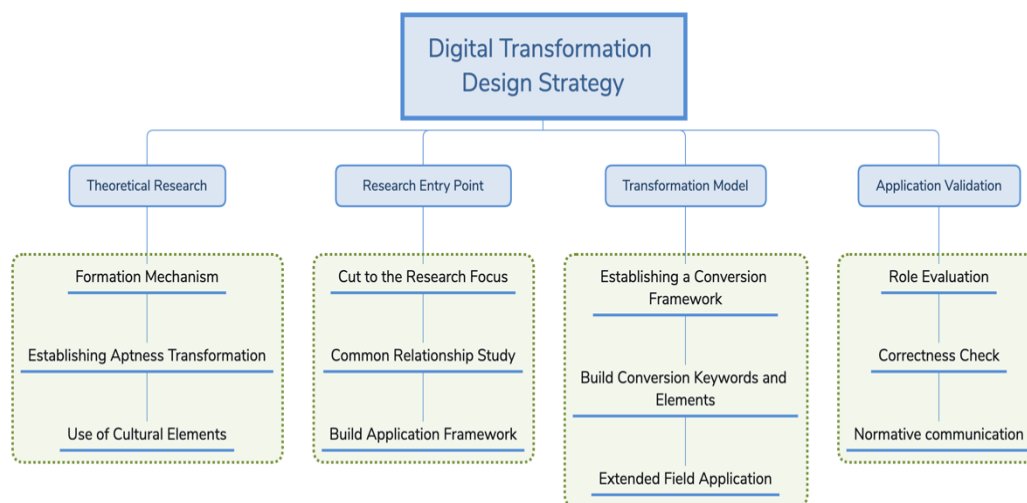 Digital Transformation
Design Strategy
Theoretical Research
Research Entry Point
Transformation Model
Application Validation
Formation Mechanism
Establishing Aptness Transformation
Use of Cultural Elements
Cut to the Research Focus
Common Relationship Study
Build Application Framework
Establishing a Conversion
Framework
Build Conversion Keywords and
Elements
Extended Field Application
Role Evaluation
Correctness Check
Normative communication